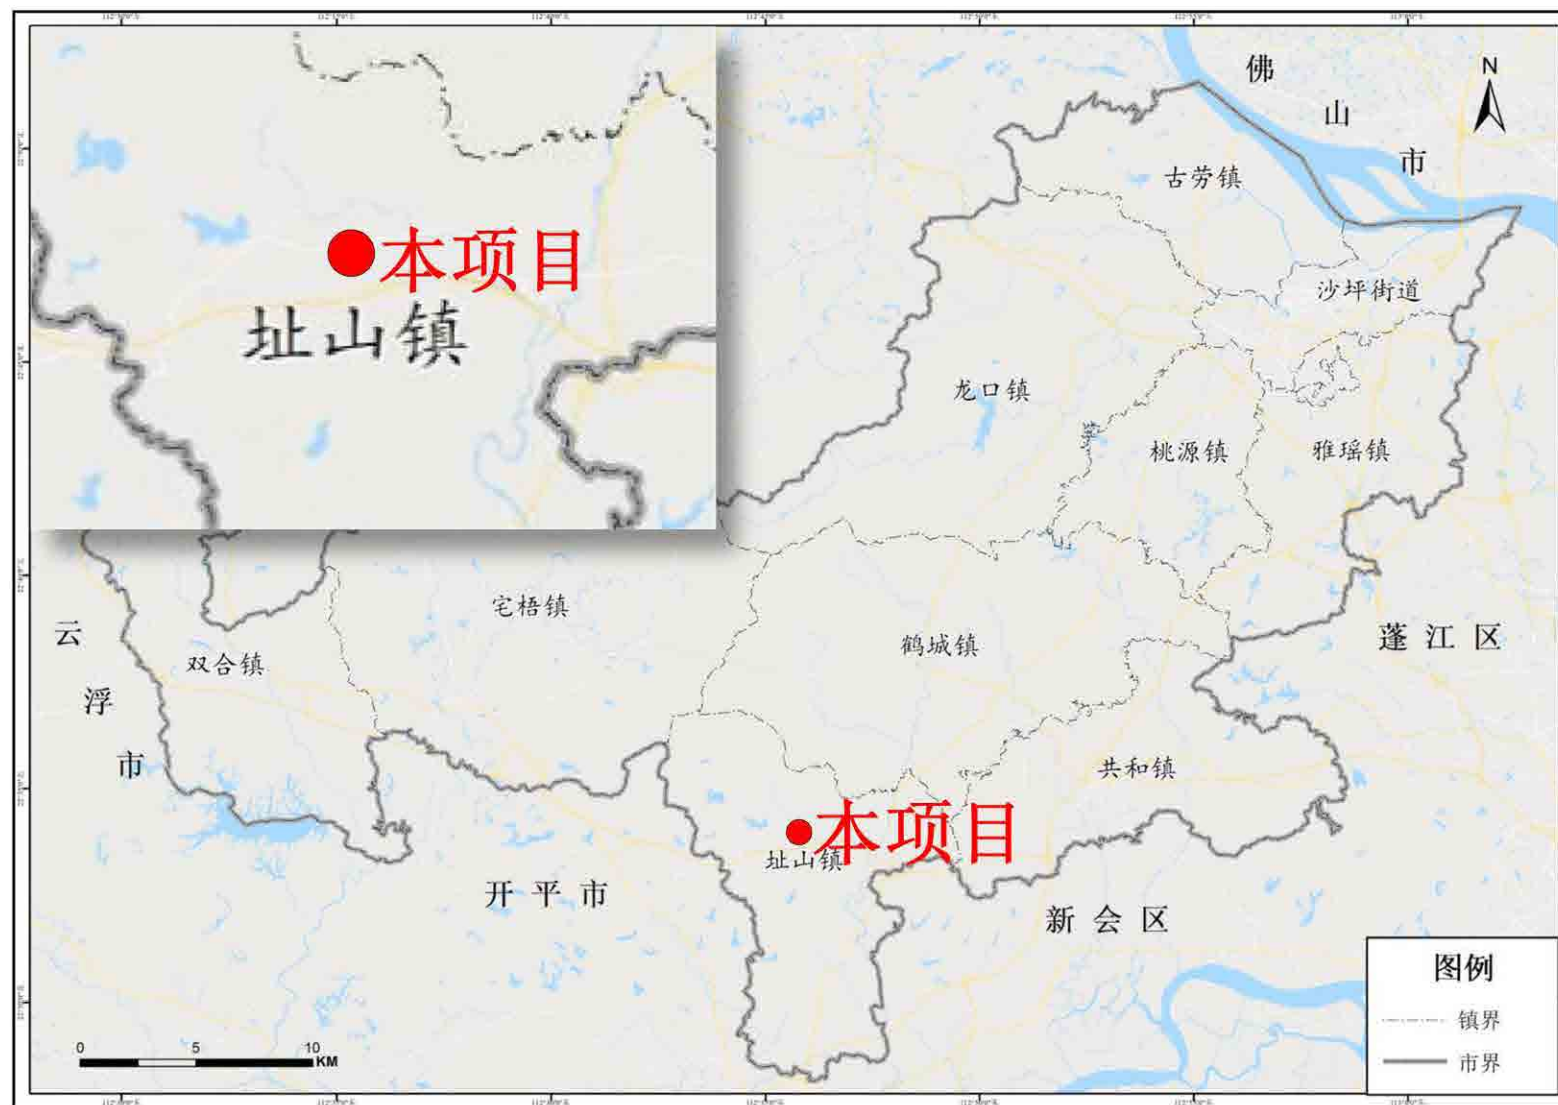 佛山市
N
古劳镇
本项目
沙坪街道
址山镇
龙口镇
桃源镇
雅瑶镇
宅梧镇
云浮市
双合镇
鹤城镇
蓬江区
共和镇
本项目
址山镇
开平市
新会区
图例
镇界
市界
0 5 10 KM